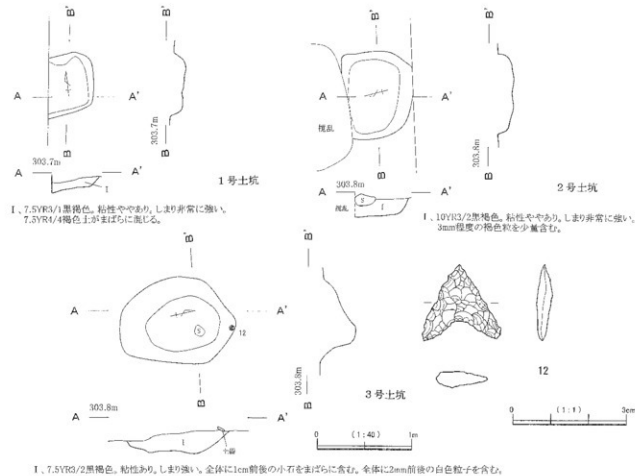 B'
A A'
303.7m
303.7m
B
A A'
I
1号土坑
I、7.5YR3/1黒褐色。粘性ややあり。しまり非常に強い。
7.5YR4/4褐色土がまばらに混じる。
B'
A A'
攪乱
303.8m
303.8m
B
A A'
S
I
攪乱
2号土坑
I、10YR3/2黒褐色。粘性ややあり。しまり非常に強い。
3mm程度の褐色粒を少量含む。
B'
A A'
S
12
B'
303.8m
B
B
A A'
I
3号土坑
12
0 (1:40) 1m
0 (1:1) 3cm
I、7.5YR3/2黒褐色。粘性あり。しまり強い。全体に1cm前後の小石をまばらに含む。全体に2mm前後の白色粒子を含む。